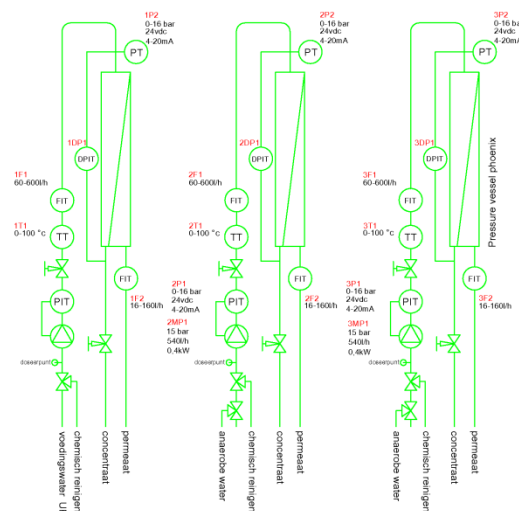 1P2
0-16 bar
24vdc
4-20mA
PT
1DP1
DPIT
1F1
60-600l/h
FIT
1T1
0-100 °c
TT
PIT
FIT
1F2
16-160l/h
doseerpunt
voedingswater
chemisch reinigen
concentraat
permeaat
2P2
0-16 bar
24vdc
4-20mA
PT
2DP1
DPIT
2F1
60-600l/h
FIT
2T1
0-100 °c
TT
2P1
0-16 bar
24vdc
4-20mA
PIT
2MP1
15 bar
540l/h
0,4kW
FIT
2F2
16-160l/h
doseerpunt
anaerobe water
chemisch reinigen
concentraat
permeaat
3P2
0-16 bar
24vdc
4-20mA
PT
3DP1
DPIT
3F1
60-600l/h
FIT
3T1
0-100 °c
TT
3P1
0-16 bar
24vdc
4-20mA
PIT
3MP1
15 bar
540l/h
0,4kW
FIT
3F2
16-160l/h
Pressure vessel phoenix
doseerpunt
anaerobe water
chemisch reinigen
concentraat
permeaat